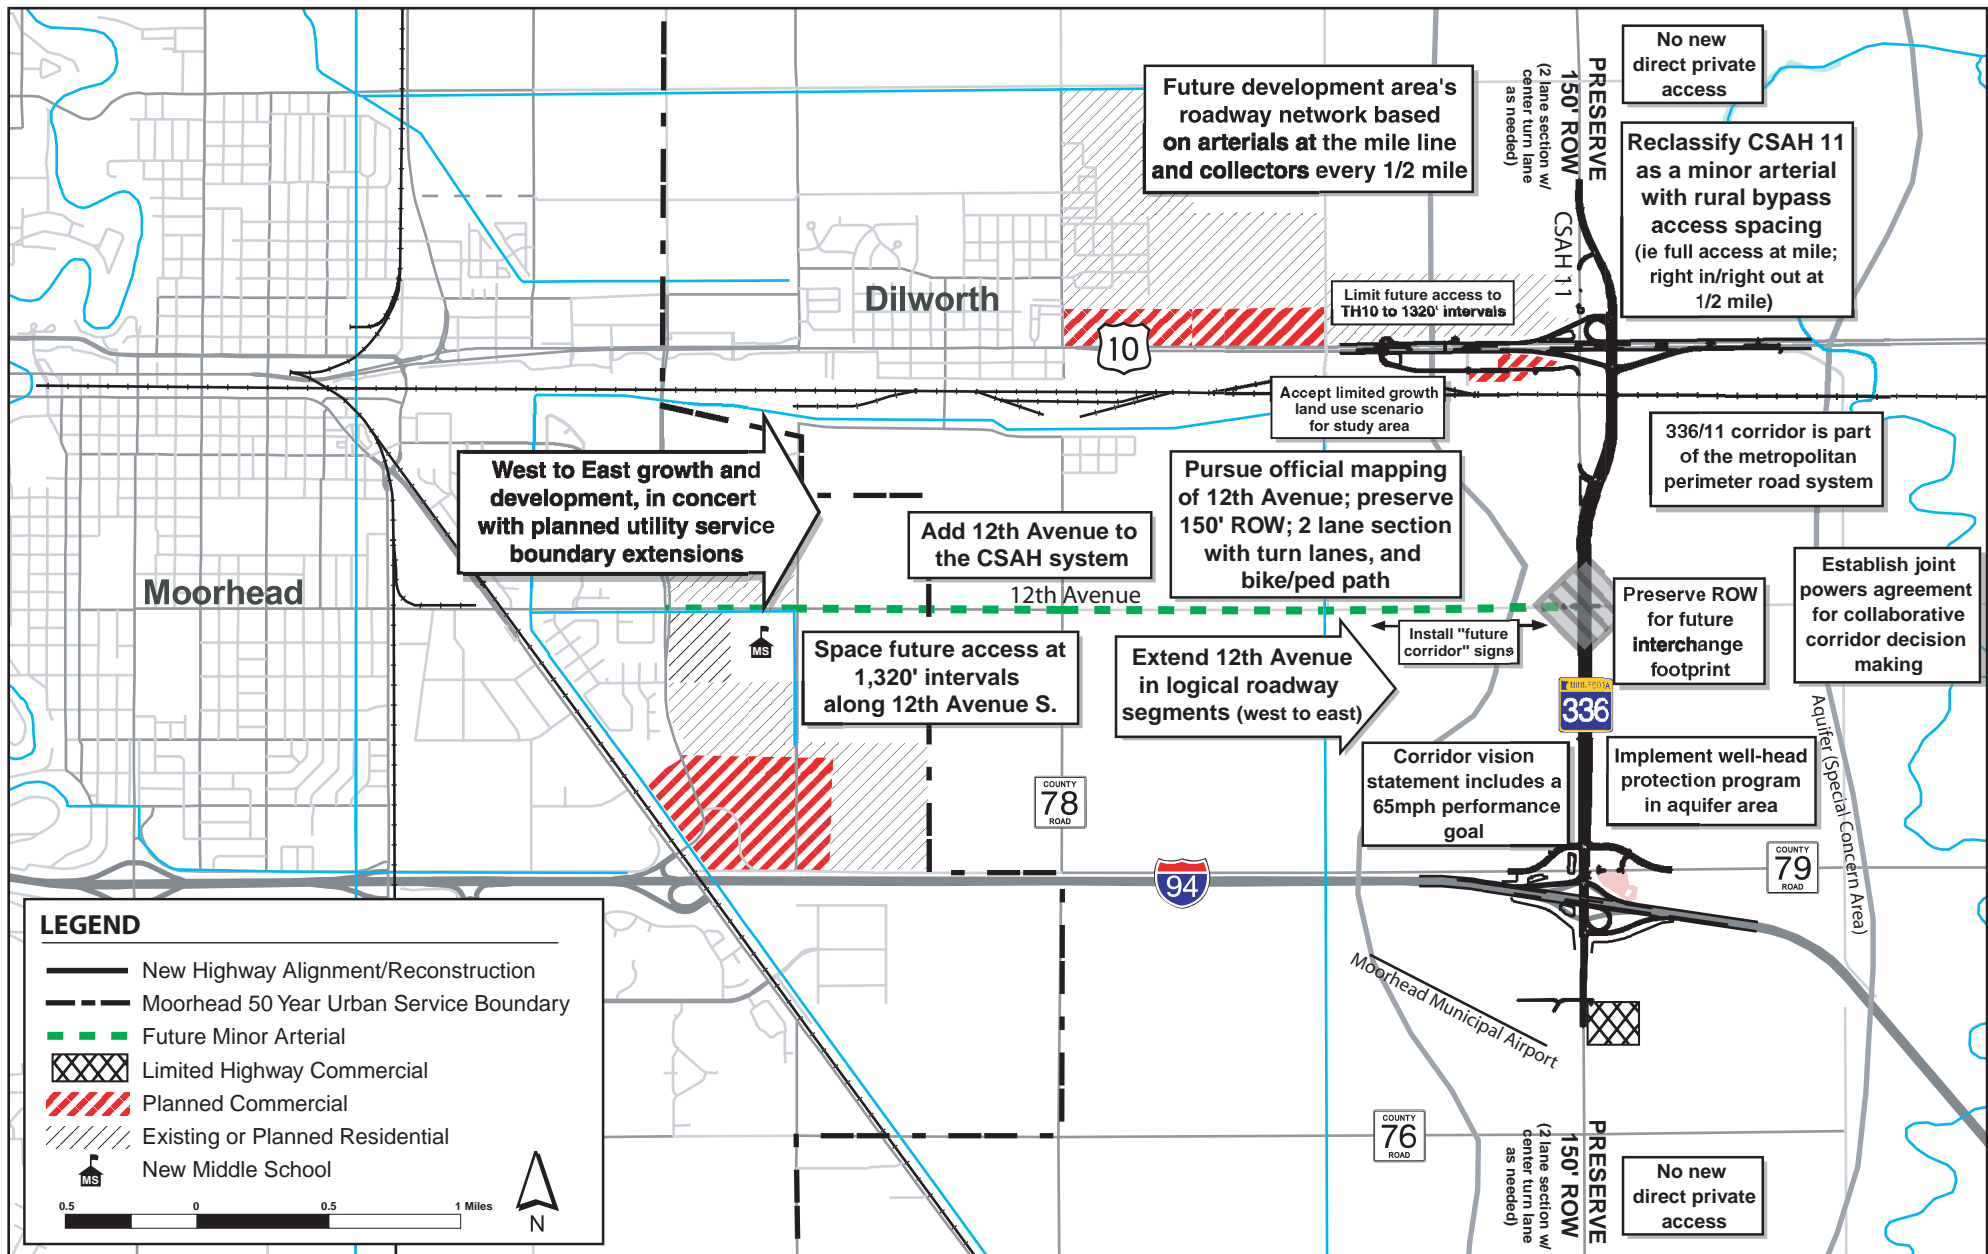 No new
direct private
access
PRESERVE
150' ROW
(2 lane section w/
center turn lane
as needed)
Future development area's
roadway network based
on arterials at the mile line
and collectors every 1/2 mile
Reclassify CSAH 11
as a minor arterial
with rural bypass
access spacing
(ie full access at mile;
right in/right out at
1/2 mile)
CSAH 11
Dilworth
Limit future access to
TH10 to 1320' intervals
10
Accept limited growth
land use scenario
for study area
336/11 corridor is part
of the metropolitan
perimeter road system
West to East growth and
development, in concert
with planned utility service
boundary extensions
Pursue official mapping
of 12th Avenue; preserve
150' ROW; 2 lane section
with turn lanes, and
bike/ped path
Add 12th Avenue to
the CSAH system
12th Avenue
Moorhead
Establish joint
powers agreement
for collaborative
corridor decision
making
Preserve ROW
for future
interchange
footprint
Install "future
corridor" signs
MS
Space future access at
1,320' intervals
along 12th Avenue S.
Extend 12th Avenue
in logical roadway
segments (west to east)
MINNESOTA
336
Aquifer (Special Concern Area)
Corridor vision
statement includes a
65mph performance
goal
Implement well-head
protection program
in aquifer area
COUNTY
78
ROAD
COUNTY
79
ROAD
94
Moorhead Municipal Airport
COUNTY
76
ROAD
PRESERVE
150' ROW
(2 lane section w/
center turn lane
as needed)
No new
direct private
access
LEGEND
New Highway Alignment/Reconstruction
Moorhead 50 Year Urban Service Boundary
Future Minor Arterial
Limited Highway Commercial
Planned Commercial
Existing or Planned Residential
MS
New Middle School
0.5 0 0.5 1 Miles
N